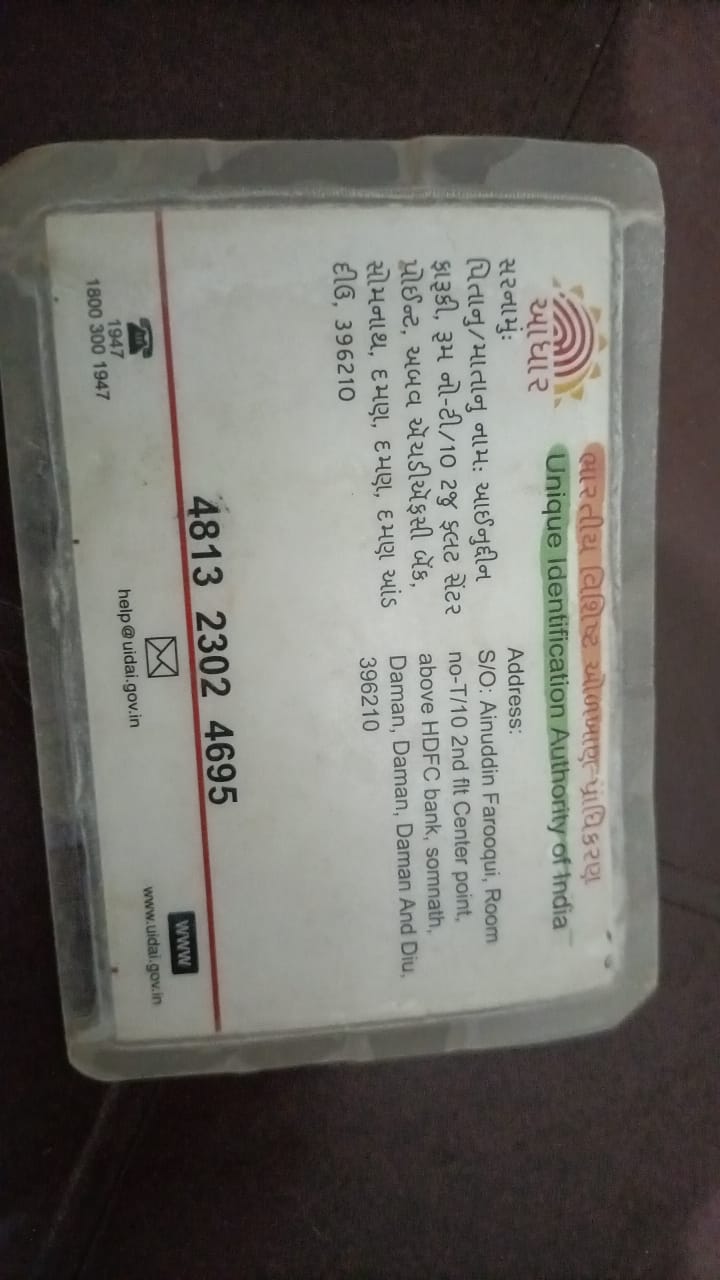 ભારતીય વિશિષ્ટ ઓળખાણ પ્રાધિકરણ
Unique Identification Authority of India
આધાર
સરનામું:
પિતાનુ/માતાનુ નામ: આઈનુદ્દીન
ફારૂકી, રૂમ નો-ટી/10 2જુ ફ્લટ સેંટર
પોઈન્ટ, અબવ એચડીએફસી બેંક,
સોમનાથ, દમણ, દમણ, દમણ આંડ
દીઉ, 396210
Address:
S/O: Ainuddin Farooqui, Room
no-T/10 2nd flt Center point,
above HDFC bank, somnath,
Daman, Daman, Daman And Diu,
396210
4813 2302 4695
1947
1800 300 1947
help@uidai.gov.in
www
www.uidai.gov.in